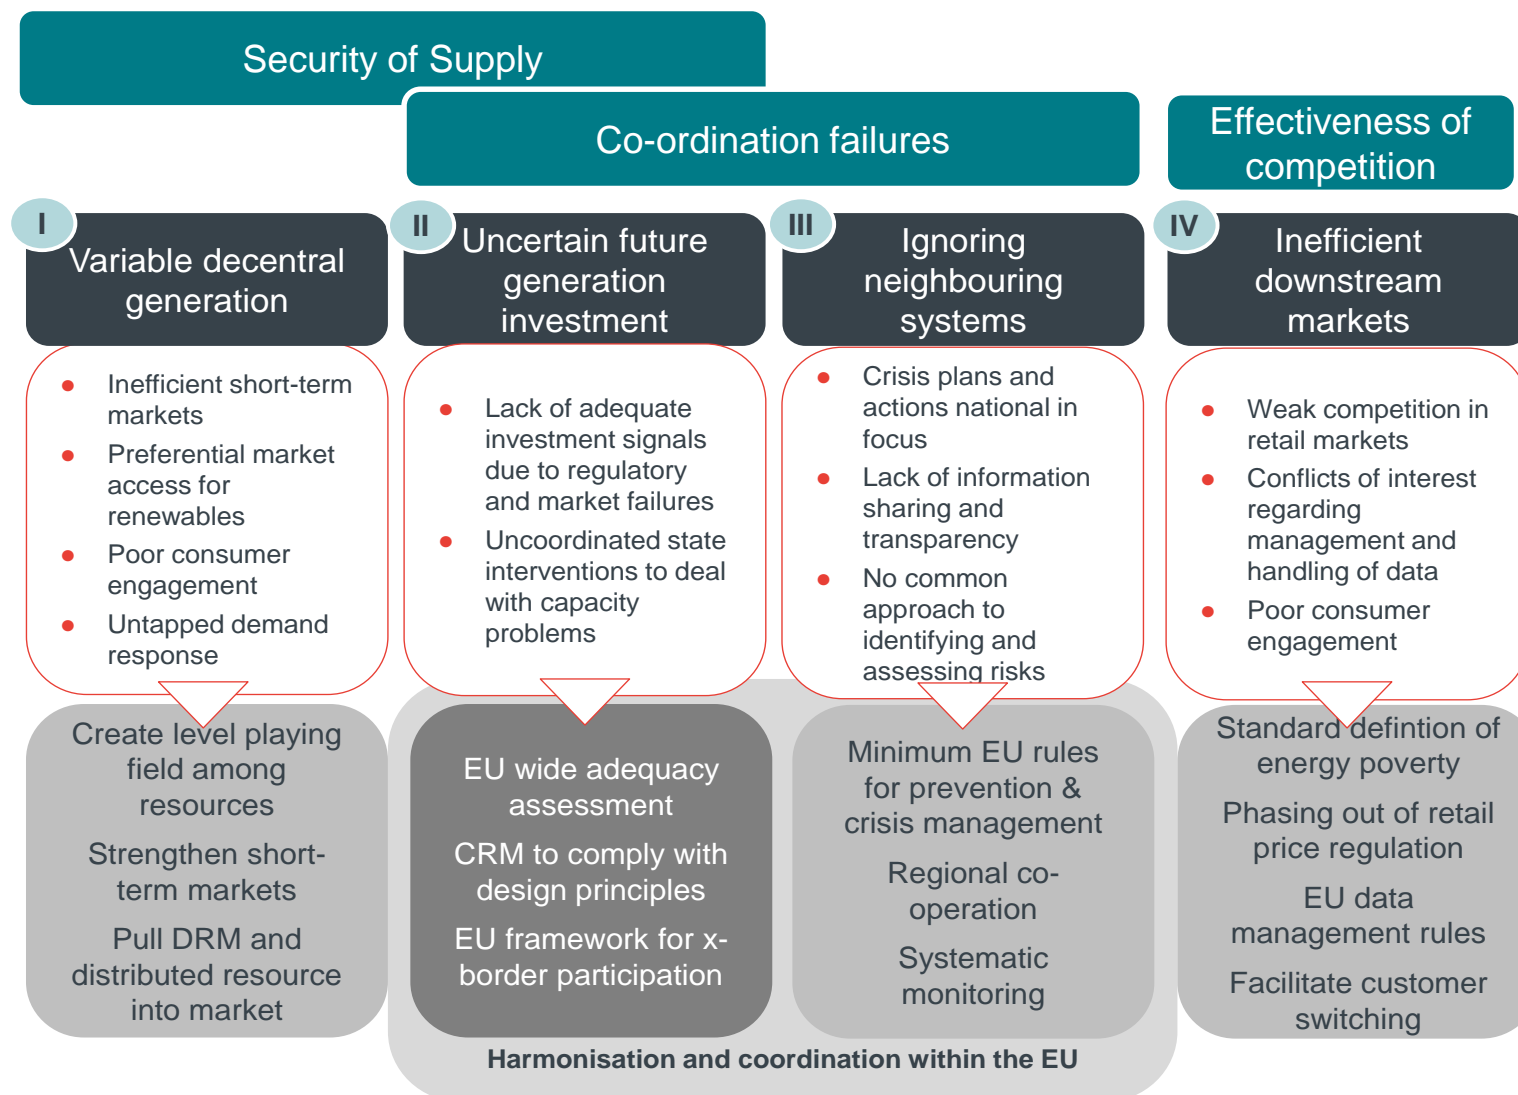 Security of Supply
Co-ordination failures
Effectiveness of
competition
I
Variable decentral
generation
Inefficient short-term
markets
Preferential market
access for
renewables
Poor consumer
engagement
Untapped demand
response
Create level playing
field among
resources
Strengthen short-
term markets
Pull DRM and
distributed resource
into market
II
Uncertain future
generation
investment
Lack of adequate
investment signals
due to regulatory
and market failures
Uncoordinated state
interventions to deal
with capacity
problems
EU wide adequacy
assessment
CRM to comply with
design principles
EU framework for x-
border participation
III
Ignoring
neighbouring
systems
Crisis plans and
actions national in
focus
Lack of information
sharing and
transparency
No common
approach to
identifying and
assessing risks
Minimum EU rules
for prevention &
crisis management
Regional co-
operation
Systematic
monitoring
IV
Inefficient
downstream
markets
Weak competition in
retail markets
Conflicts of interest
regarding
management and
handling of data
Poor consumer
engagement
Standard defintion of
energy poverty
Phasing out of retail
price regulation
EU data
management rules
Facilitate customer
switching
Harmonisation and coordination within the EU